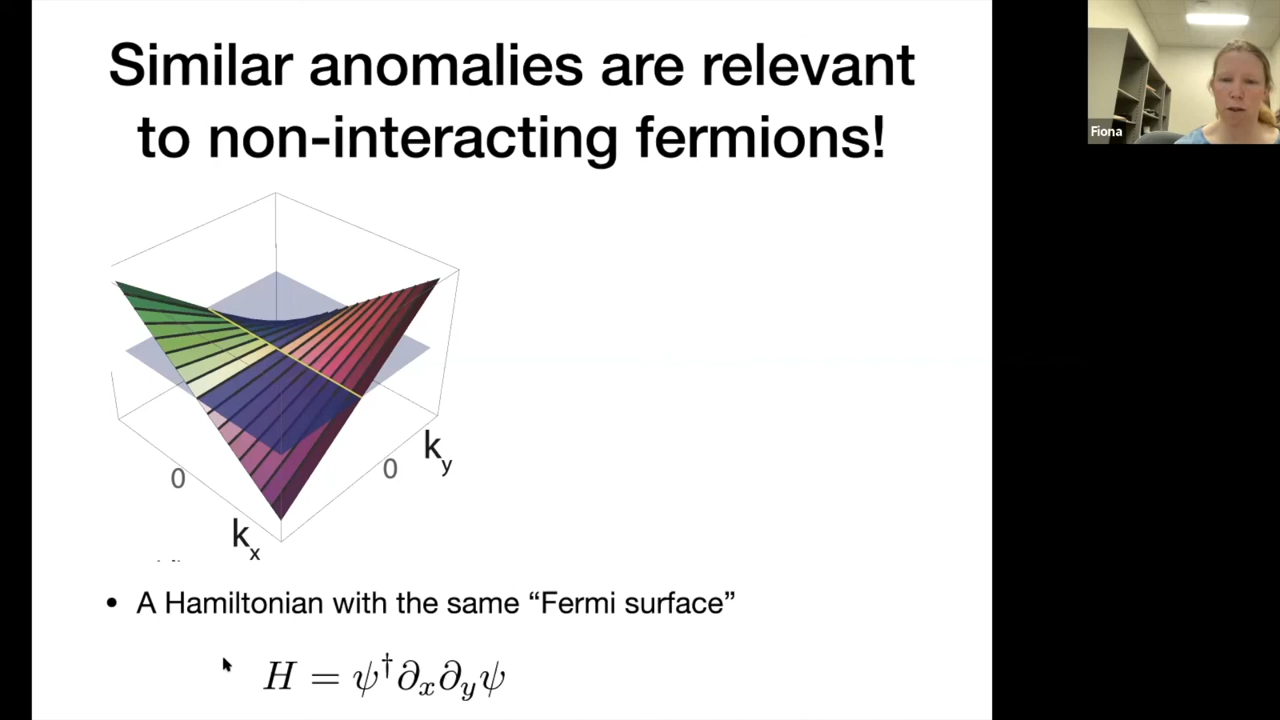 Similar anomalies are relevant
to non-interacting fermions!
Fiona
k_y
0
0
k_x
• A Hamiltonian with the same “Fermi surface”
H = ψ†∂ₓ∂_yψ